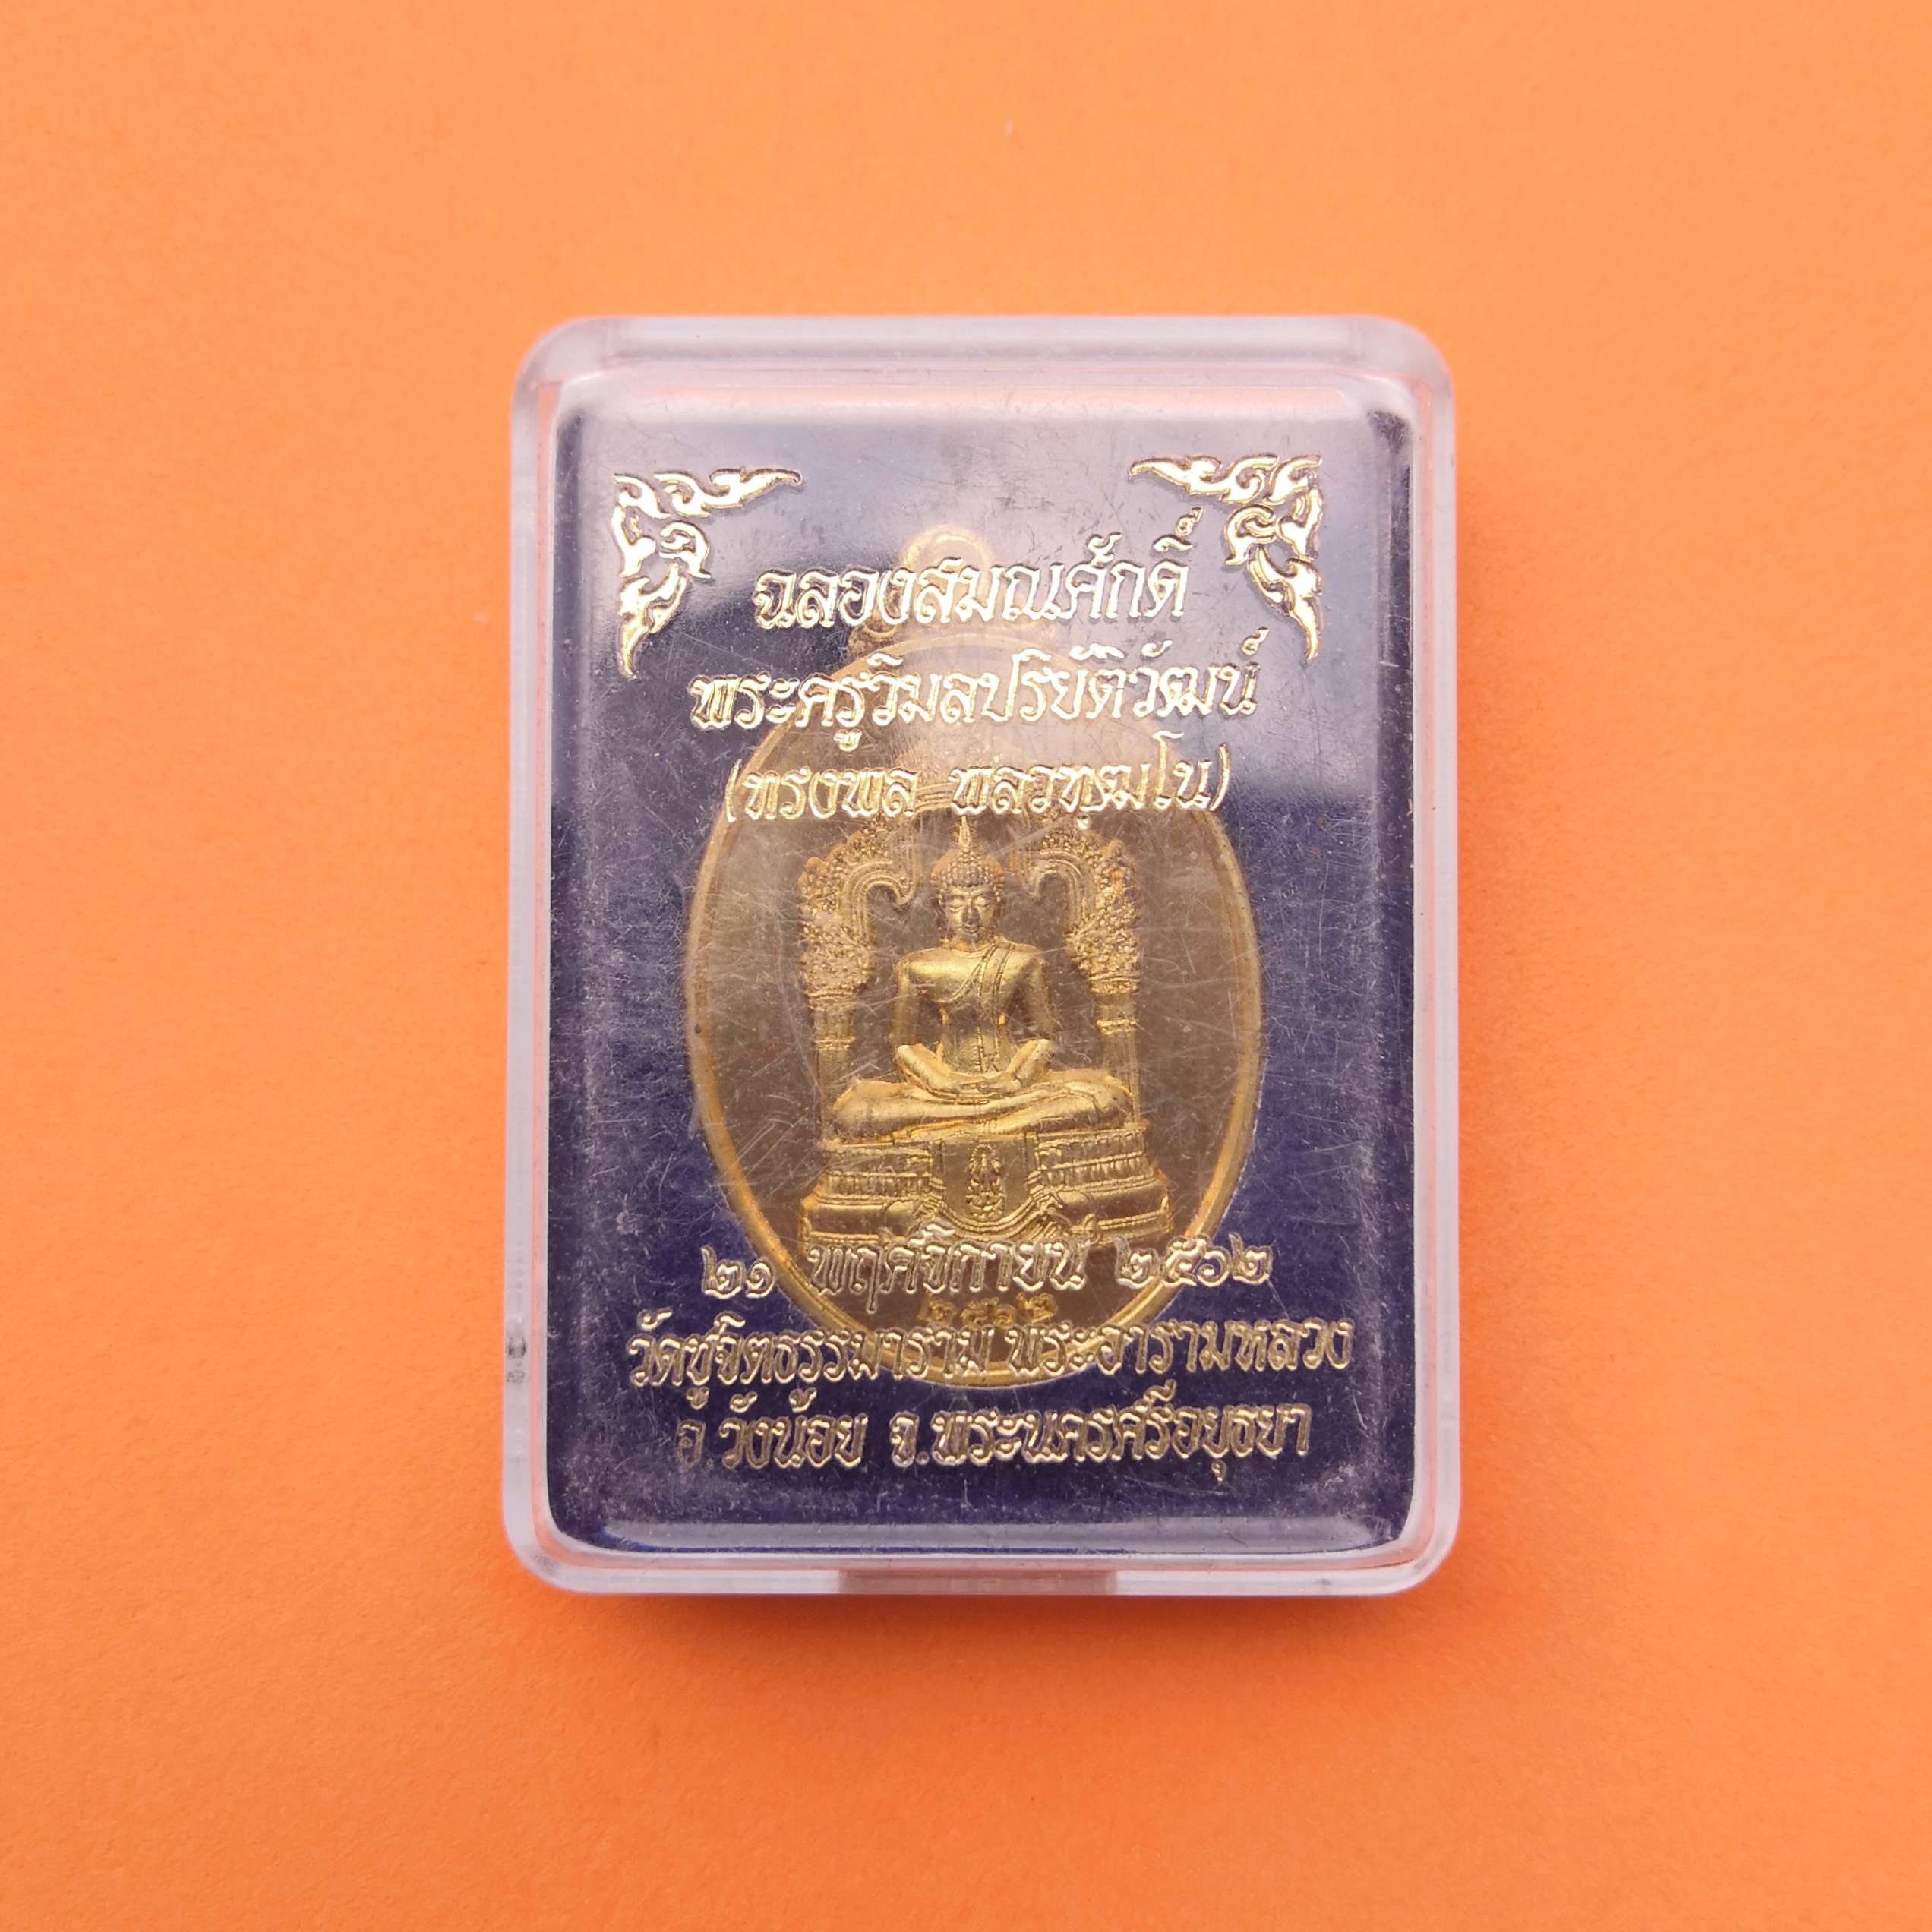 ฉลองสมณศักดิ์
พระครูวิมลปริยัติวัฒน์
(ทรงพล พลวฑฺฒโน)
๒๑ พฤศจิกายน ๒๕๖๒
๒๕๖๒
วัดชูจิตธรรมาราม พระอารามหลวง
อ.วังน้อย จ.พระนครศรีอยุธยา